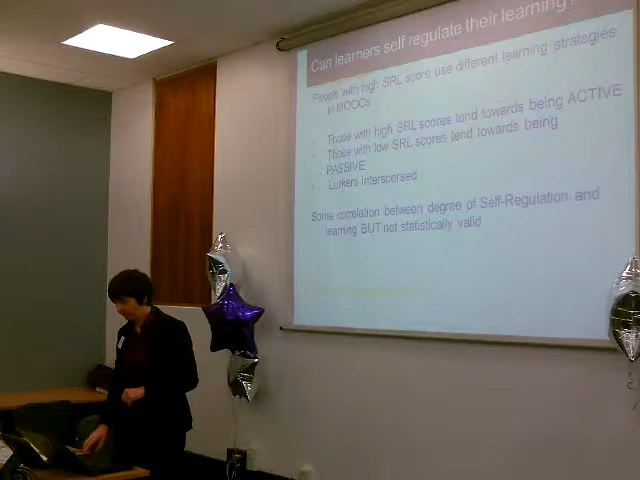 Can learners self regulate their learning?
People with high SRL score use different learning strategies
in MOOCs
Those with high SRL scores tend towards being ACTIVE
Those with low SRL scores tend towards being
PASSIVE
Lurkers Interspersed
Some correlation between degree of Self-Regulation and
learning BUT not statistically valid